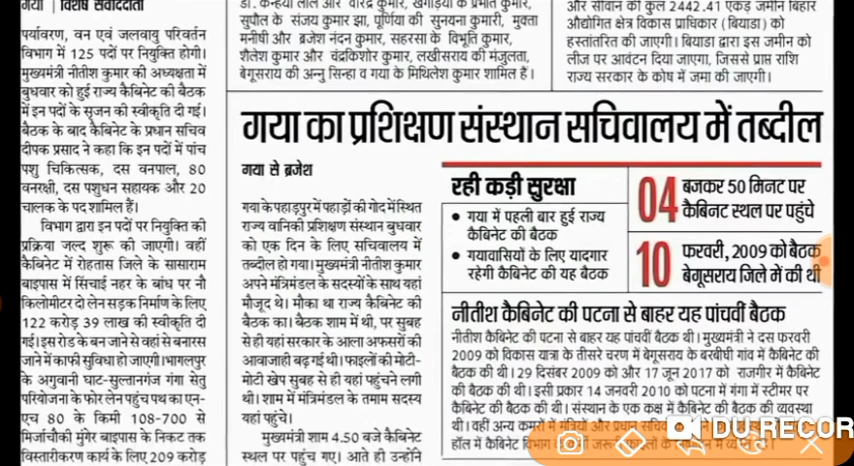 गया | विशेष संवाददाता
पर्यावरण, वन एवं जलवायु परिवर्तन
विभाग में 125 पदों पर नियुक्ति होगी।
मुख्यमंत्री नीतीश कुमार की अध्यक्षता में
बुधवार को हुई राज्य कैबिनेट की बैठक
में इन पदों के सृजन की स्वीकृति दी गई।
बैठक के बाद कैबिनेट के प्रधान सचिव
दीपक प्रसाद ने कहा कि इन पदों में पांच
पशु चिकित्सक, दस वनपाल, 80
वनरक्षी, दस पशुधन सहायक और 20
चालक के पद शामिल हैं।
विभाग द्वारा इन पदों पर नियुक्ति की
प्रक्रिया जल्द शुरू की जाएगी। वहीं
कैबिनेट में रोहतास जिले के सासाराम
बाइपास में सिंचाई नहर के बांध पर नौ
किलोमीटर दो लेन सड़क निर्माण के लिए
122 करोड़ 39 लाख की स्वीकृति दी
गई। इस रोड के बन जाने से वहां से बनारस
जाने में काफी सुविधा हो जाएगी। भागलपुर
के अगुवानी घाट-सुल्तानगंज गंगा सेतु
परियोजना के फोर लेन पहुंच पथ का एन-
एच 80 के किमी 108-700 से
मिर्जाचौकी मुंगेर बाइपास के निकट तक
विस्तारीकरण कार्य के लिए 209 करोड़
डॉ. कन्हैया लाल और वीरेंद्र कुमार, खगड़िया के प्रभात कुमार,
सुपौल के संजय कुमार झा, पूर्णिया की सुनयना कुमारी, मुक्ता
मनीषी और ब्रजेश नंदन कुमार, सहरसा के विभूति कुमार,
शैलेश कुमार और चंद्रकिशोर कुमार, लखीसराय की मंजुलता,
बेगूसराय की अन्नु सिन्हा व गया के मिथिलेश कुमार शामिल हैं।
और सीवान की कुल 2442.41 एकड़ जमीन बिहार
औद्योगिक क्षेत्र विकास प्राधिकार (बियाडा) को
हस्तांतरित की जाएगी। बियाडा द्वारा इस जमीन को
लीज पर आवंटन दिया जाएगा, जिससे प्राप्त राशि
राज्य सरकार के कोष में जमा की जाएगी।
गया का प्रशिक्षण संस्थान सचिवालय में तब्दील
गया से ब्रजेश
गया के पहाड़पुर में पहाड़ों की गोद में स्थित
राज्य वानिकी प्रशिक्षण संस्थान बुधवार
को एक दिन के लिए सचिवालय में
तब्दील हो गया। मुख्यमंत्री नीतीश कुमार
अपने मंत्रिमंडल के सदस्यों के साथ यहां
मौजूद थे। मौका था राज्य कैबिनेट की
बैठक का। बैठक शाम में थी, पर सुबह
से ही यहां सरकार के आला अफसरों की
आवाजाही बढ़ गई थी। फाइलों की मोटी-
मोटी खेप सुबह से ही यहां पहुंचने लगी
थी। शाम में मंत्रिमंडल के तमाम सदस्य
यहां पहुंचे।
मुख्यमंत्री शाम 4.50 बजे कैबिनेट
स्थल पर पहुंच गए। आते ही उन्होंने
रही कड़ी सुरक्षा
● गया में पहली बार हुई राज्य
कैबिनेट की बैठक
● गयावासियों के लिए यादगार
रहेगी कैबिनेट की यह बैठक
04 बजकर 50 मिनट पर
कैबिनट स्थल पर पहुंचे
10 फरवरी, 2009 को बैठक
बेगूसराय जिले में की थी
नीतीश कैबिनेट की पटना से बाहर यह पांचवीं बैठक
नीतीश कैबिनेट की पटना से बाहर यह पांचवीं बैठक थी। मुख्यमंत्री ने दस फरवरी
2009 को विकास यात्रा के तीसरे चरण में बेगूसराय के बरबीघी गांव में कैबिनेट की
बैठक की थी। 29 दिसंबर 2009 को और 17 जून 2017 को राजगीर में कैबिनेट
की बैठक की थी। इसी प्रकार 14 जनवरी 2010 को पटना में गंगा में स्टीमर पर
कैबिनेट की बैठक की थी। संस्थान के एक कक्ष में कैबिनेट की बैठक की व्यवस्था
थी। वहीं अन्य कमरों में मंत्रियों और प्रधान सचिव
हॉल में कैबिनेट विभाग
DU RECOR